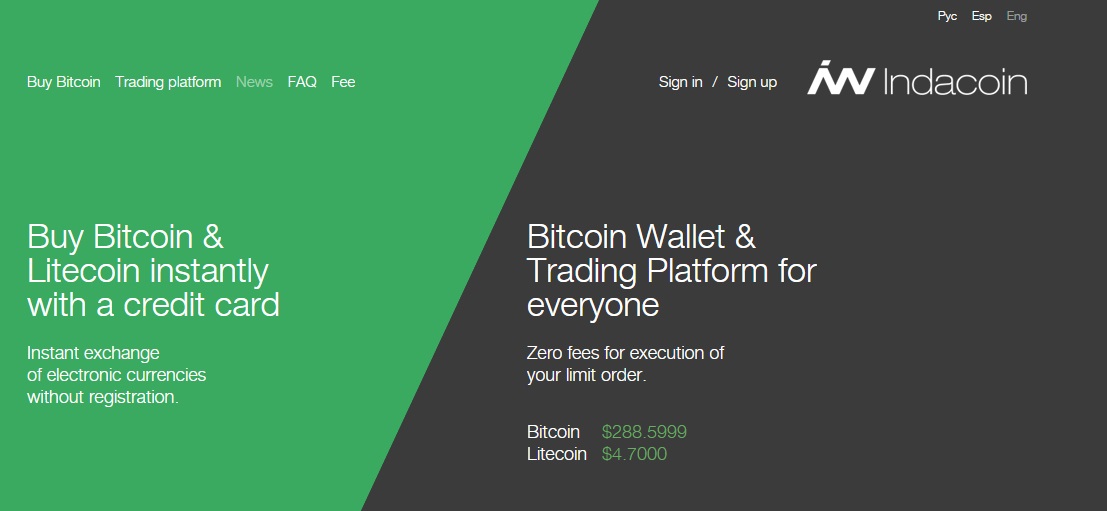 Рус Esp Eng
Buy Bitcoin Trading platform News FAQ Fee
Sign in / Sign up
Indacoin
Buy Bitcoin &
Litecoin instantly
with a credit card
Instant exchange
of electronic currencies
without registration.
Bitcoin Wallet &
Trading Platform for
everyone
Zero fees for execution of
your limit order.
Bitcoin $288.5999
Litecoin $4.7000